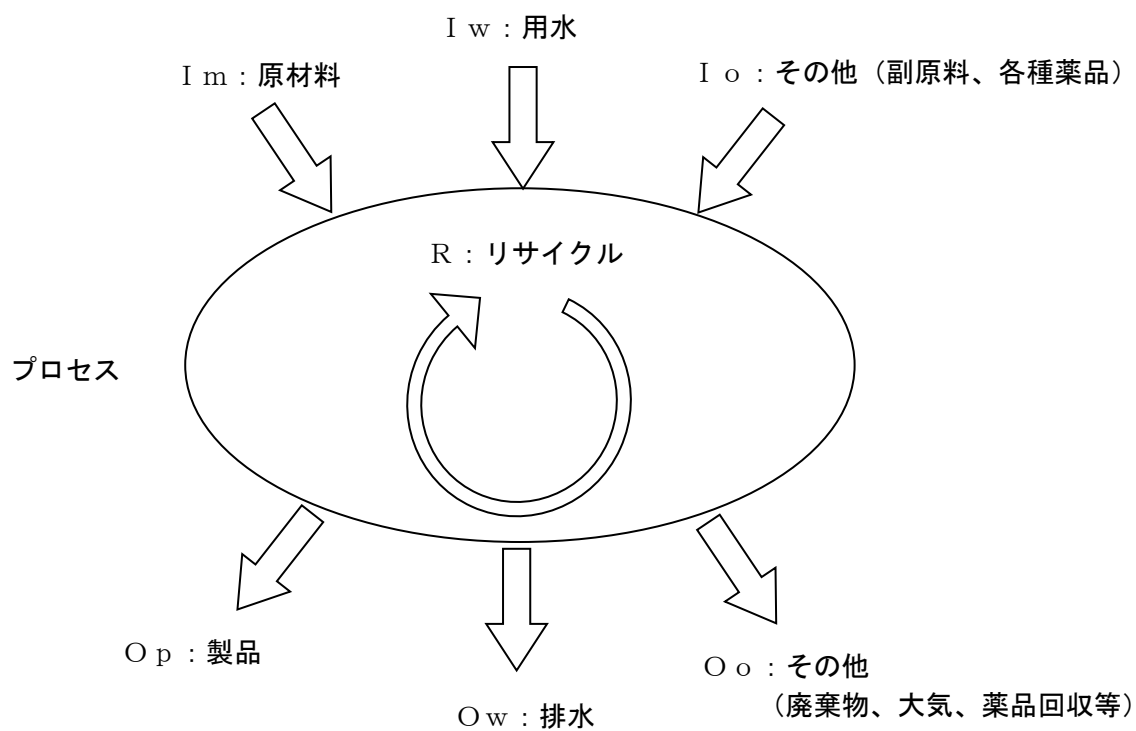 Ｉｗ：用水
Ｉｍ：原材料
Ｉｏ：その他（副原料、各種薬品）
Ｒ：リサイクル
プロセス
Ｏｐ：製品
Ｏｗ：排水
Ｏｏ：その他
（廃棄物、大気、薬品回収等）